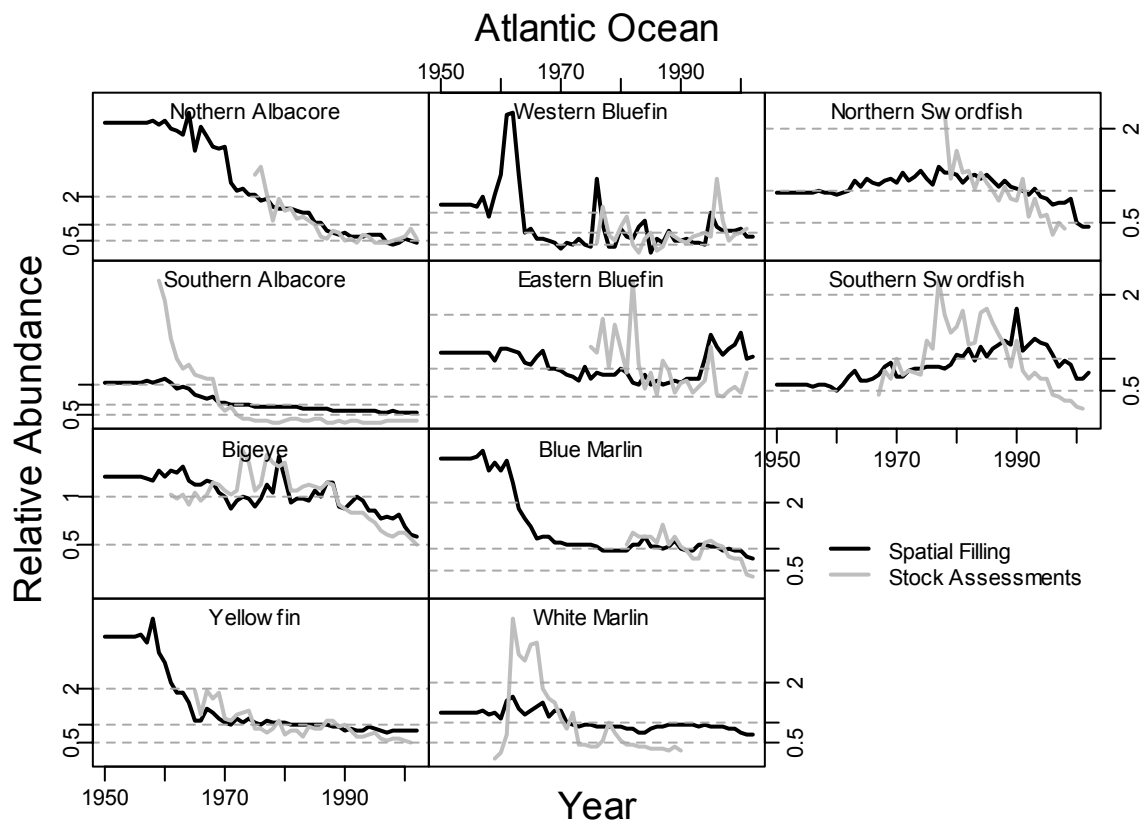 Atlantic Ocean
1950 1970 1990
Nothern Albacore
Western Bluefin
Northern Swordfish
2
0.5
2
0.5
Southern Albacore
Eastern Bluefin
Southern Swordfish
0.5
2
0.5
Bigeye
Blue Marlin
1950 1970 1990
1
0.5
2
0.5
Spatial Filling
Stock Assessments
Yellowfin
White Marlin
2
0.5
2
0.5
1950 1970 1990
Relative Abundance
Year